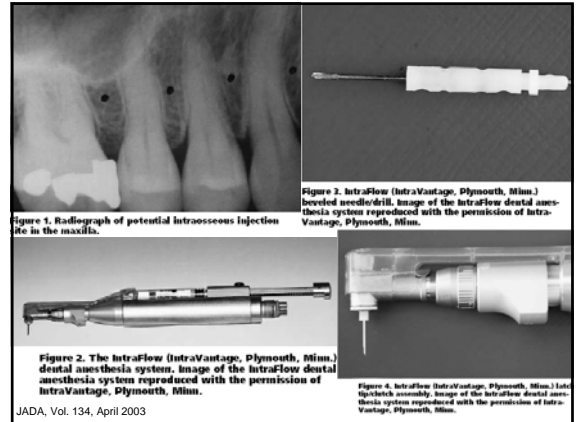 Figure 1. Radiograph of potential intraosseous injection
site in the maxilla.
Figure 3. IntraFlow (IntraVantage, Plymouth, Minn.)
beveled needle/drill. Image of the IntraFlow dental anes-
thesia system reproduced with the permission of Intra-
Vantage, Plymouth, Minn.
Figure 2. The IntraFlow (IntraVantage, Plymouth, Minn.)
dental anesthesia system. Image of the IntraFlow dental
anesthesia system reproduced with the permission of
IntraVantage, Plymouth, Minn.
Figure 4. IntraFlow (IntraVantage, Plymouth, Minn.) latch
tip/clutch assembly. Image of the IntraFlow dental anes-
thesia system reproduced with the permission of Intra-
Vantage, Plymouth, Minn.
JADA, Vol. 134, April 2003